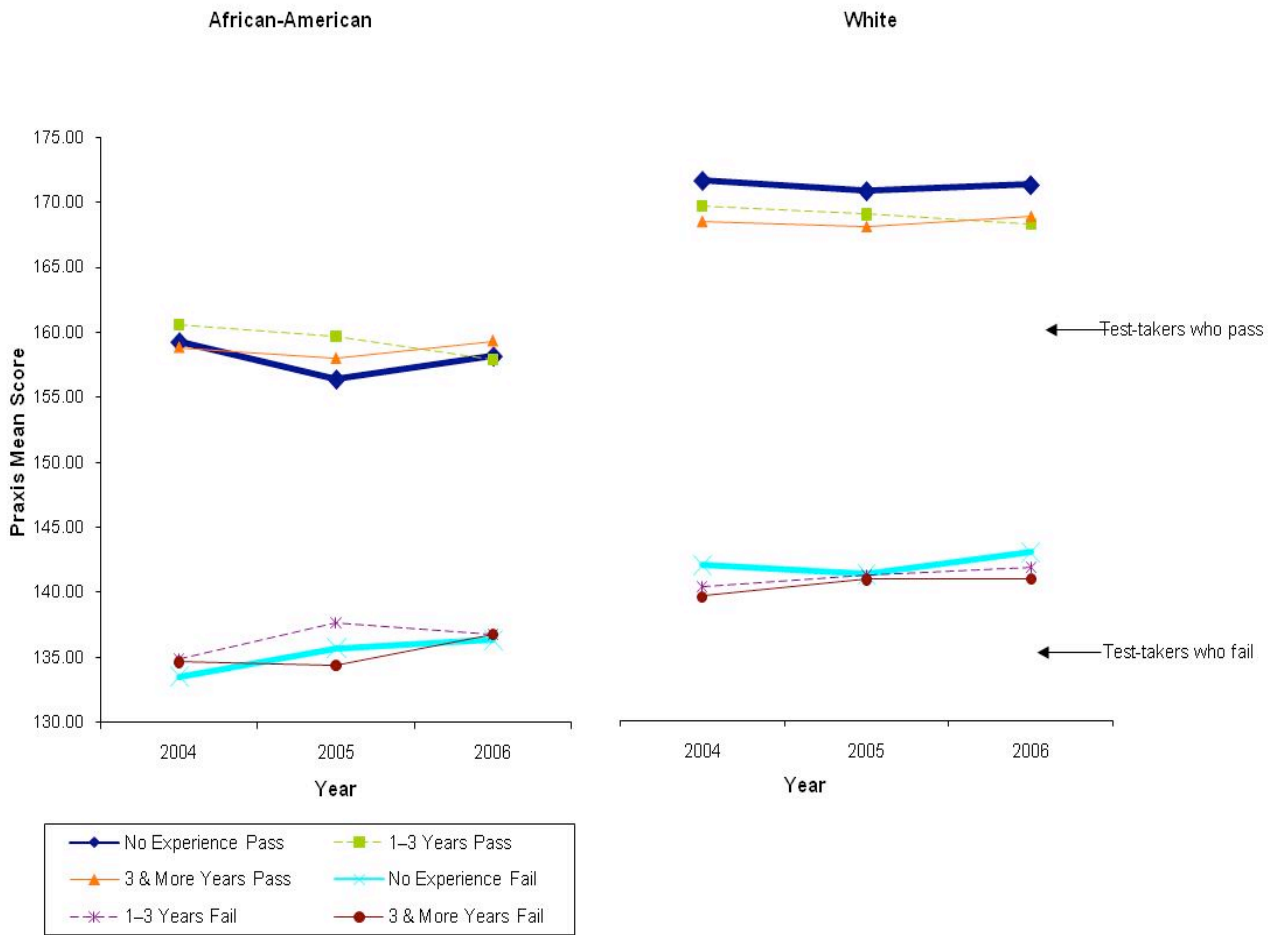 African-American
White
175.00
170.00
165.00
160.00
155.00
150.00
145.00
140.00
135.00
130.00
Praxis Mean Score
Test-takers who pass
Test-takers who fail
2004 2005 2006
Year
2004 2005 2006
Year
No Experience Pass 1–3 Years Pass
3 & More Years Pass No Experience Fail
1–3 Years Fail 3 & More Years Fail